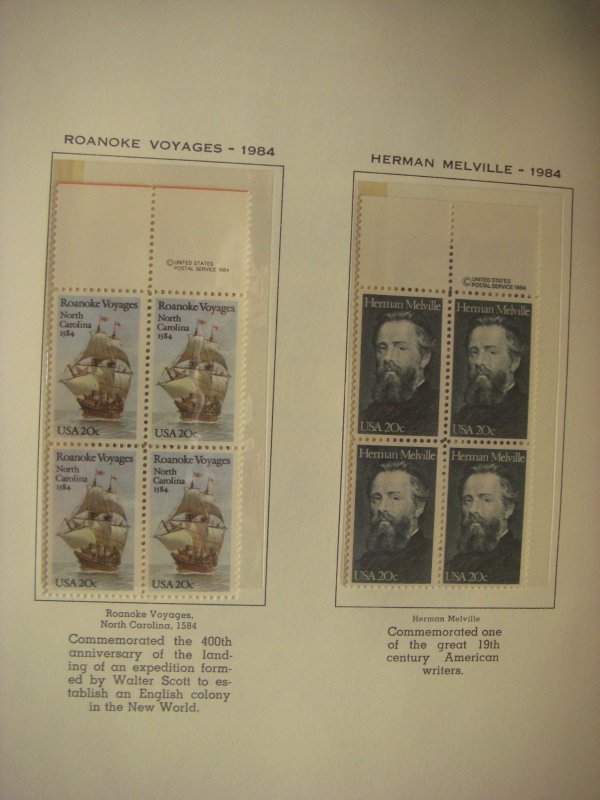 ROANOKE VOYAGES - 1984
©UNITED STATES
POSTAL SERVICE 1984
Roanoke Voyages
North
Carolina
1584
USA 20c
Roanoke Voyages
North
Carolina
1584
USA 20c
Roanoke Voyages
North
Carolina
1584
USA 20c
Roanoke Voyages
North
Carolina
1584
USA 20c
Roanoke Voyages,
North Carolina, 1584
Commemorated the 400th
anniversary of the land-
ing of an expedition form-
ed by Walter Scott to es-
tablish an English colony
in the New World.
HERMAN MELVILLE - 1984
©UNITED STATES
POSTAL SERVICE 1984
Herman Melville
USA 20c
Herman Melville
USA 20c
Herman Melville
USA 20c
Herman Melville
USA 20c
Herman Melville
Commemorated one
of the great 19th
century American
writers.